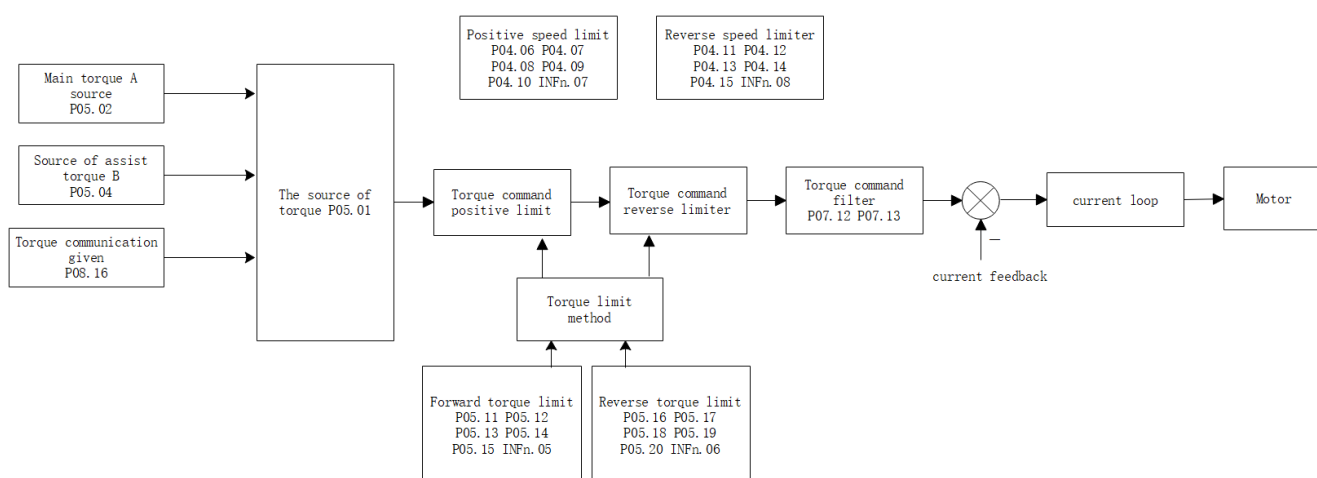 Positive speed limit
P04.06 P04.07
P04.08 P04.09
P04.10 INFn.07
Reverse speed limiter
P04.11 P04.12
P04.13 P04.14
P04.15 INFn.08
Main torque A
source
P05.02
Source of assist
torque B
P05.04
Torque communication
given
P08.16
The source of
torque P05.01
Torque command
positive limit
Torque command
reverse limiter
Torque command
filter
P07.12 P07.13
—
current feedback
current loop
Motor
Torque limit
method
Forward torque limit
P05.11 P05.12
P05.13 P05.14
P05.15 INFn.05
Reverse torque limit
P05.16 P05.17
P05.18 P05.19
P05.20 INFn.06